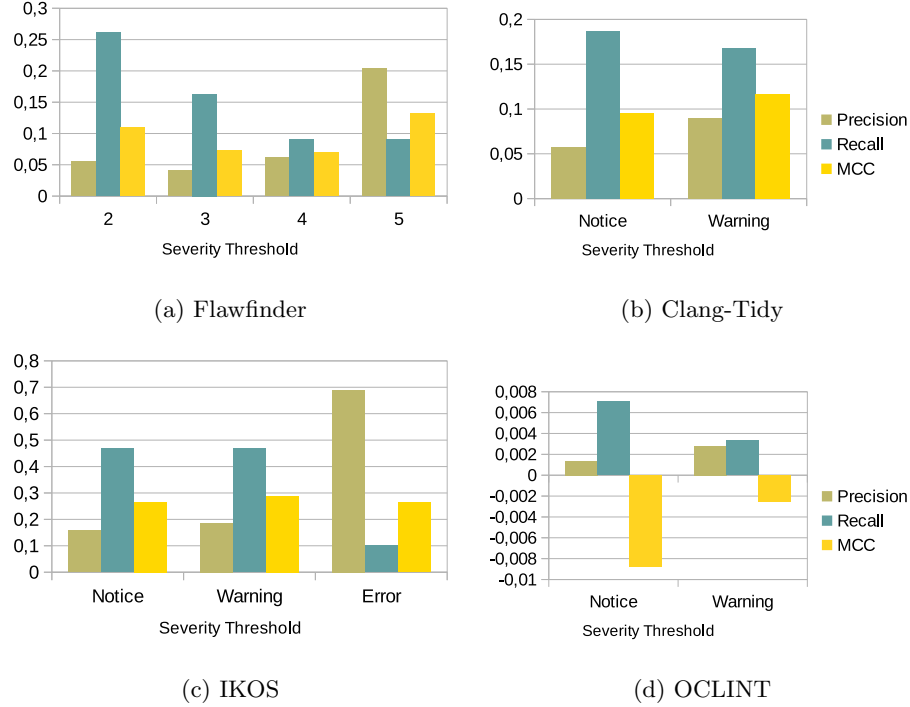 0,3
0,25
0,2
0,15
0,1
0,05
0
2 3 4 5
Severity Threshold
(a) Flawfinder
0,2
0,15
0,1
0,05
0
Notice Warning
Severity Threshold
Precision
Recall
MCC
(b) Clang-Tidy
0,8
0,7
0,6
0,5
0,4
0,3
0,2
0,1
0
Notice Warning Error
Severity Threshold
(c) IKOS
0,008
0,006
0,004
0,002
0
-0,002
-0,004
-0,006
-0,008
-0,01
Notice Warning
Severity Threshold
Precision
Recall
MCC
(d) OCLINT